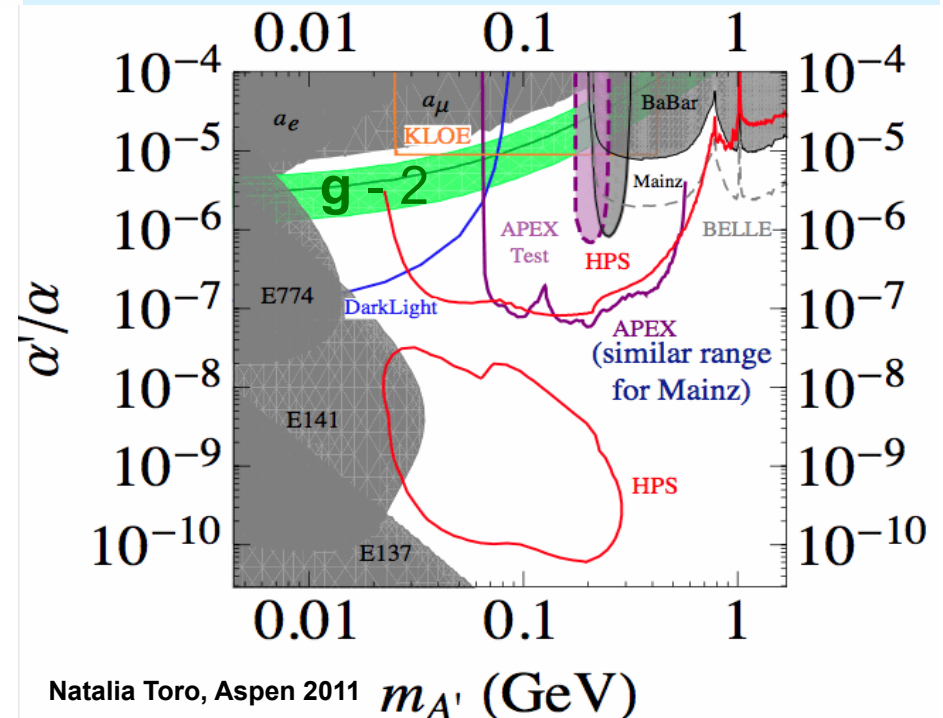 0.01 0.1 1
10⁻⁴ 10⁻⁴
BaBar
a_μ
a_e
KLOE
10⁻⁵ 10⁻⁵
Mainz
g - 2
10⁻⁶ 10⁻⁶
APEX
Test
BELLE
HPS
E774
DarkLight
10⁻⁷ 10⁻⁷
APEX
(similar range
for Mainz)
α'/α
10⁻⁸ 10⁻⁸
E141
10⁻⁹ 10⁻⁹
HPS
10⁻¹⁰ 10⁻¹⁰
E137
0.01 0.1 1
Natalia Toro, Aspen 2011
m_A' (GeV)